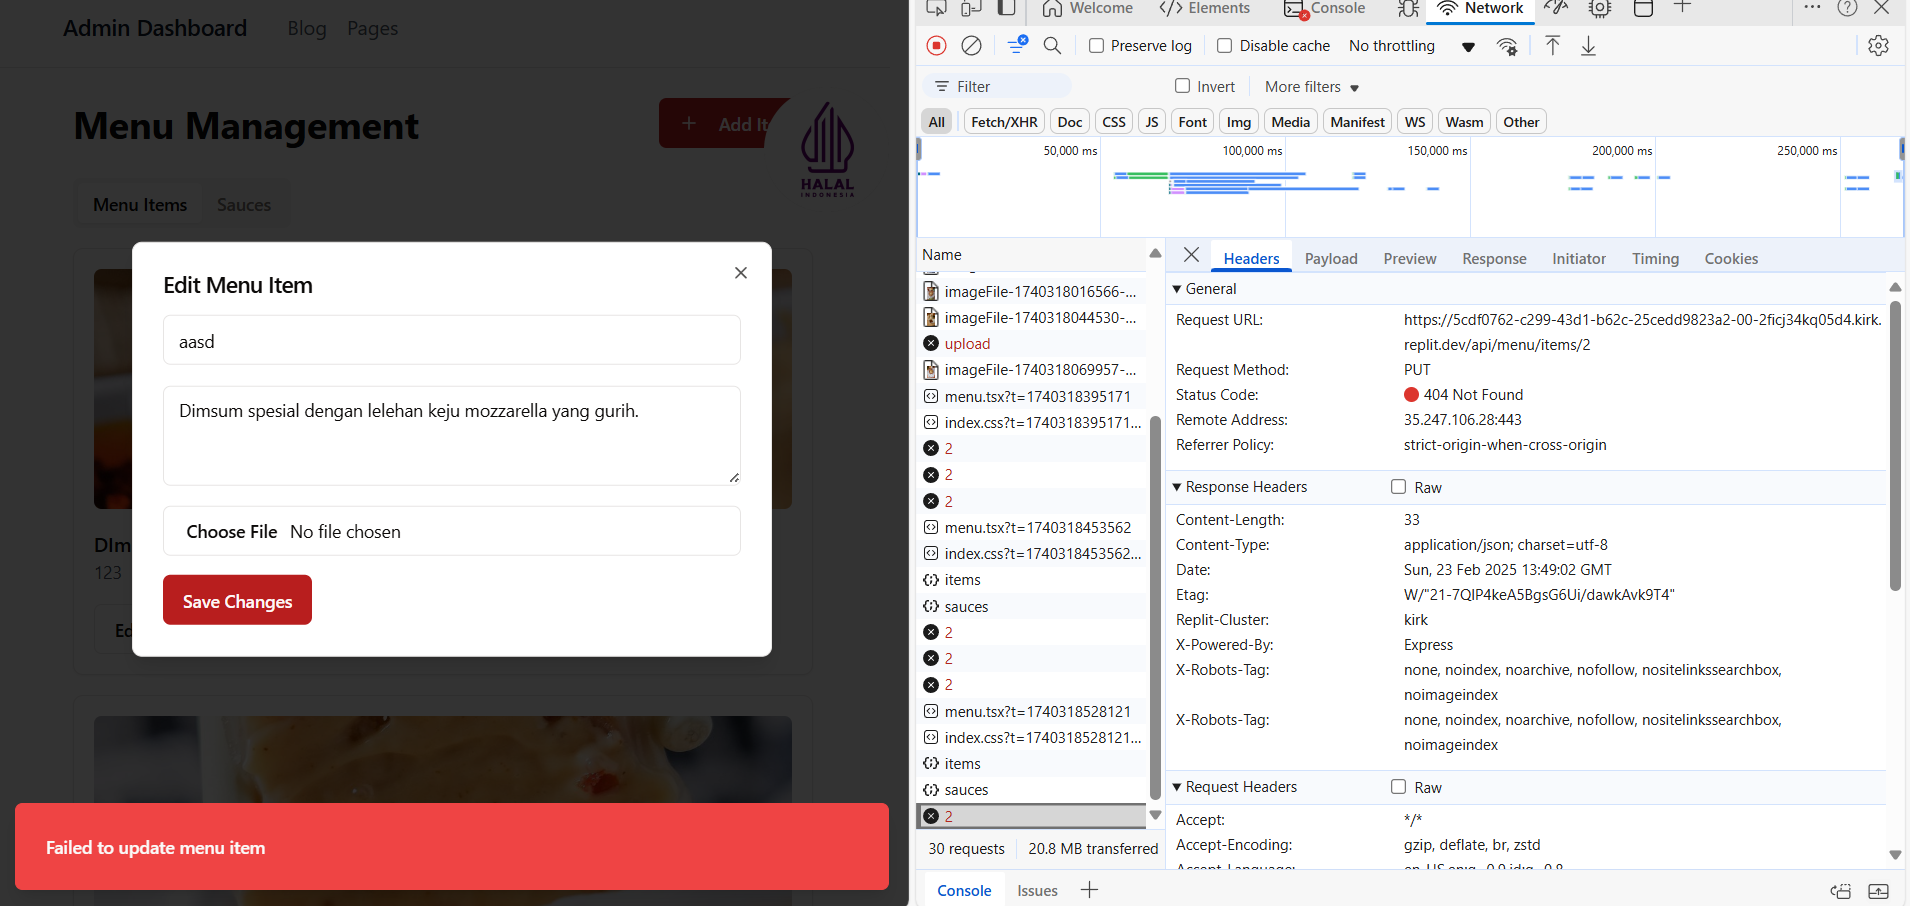 Admin Dashboard Blog Pages
Menu Management
+ Add It
HALAL
INDONESIA
Menu Items Sauces
Edit Menu Item
aasd
Dimsum spesial dengan lelehan keju mozzarella yang gurih.
Choose File No file chosen
Save Changes
DIm
123
Ed
Failed to update menu item
Welcome Elements Console Network
Preserve log Disable cache No throttling
Filter Invert More filters
All Fetch/XHR Doc CSS JS Font Img Media Manifest WS Wasm Other
50,000 ms 100,000 ms 150,000 ms 200,000 ms 250,000 ms
Name
imageFile-1740318016566-...
imageFile-1740318044530-...
upload
imageFile-1740318069957-...
menu.tsx?t=1740318395171
index.css?t=1740318395171...
2
2
2
menu.tsx?t=1740318453562
index.css?t=1740318453562...
items
sauces
2
2
2
menu.tsx?t=1740318528121
index.css?t=1740318528121...
items
sauces
2
30 requests 20.8 MB transferred
Headers Payload Preview Response Initiator Timing Cookies
General
Request URL: https://5cdf0762-c299-43d1-b62c-25cedd9823a2-00-2ficj34kq05d4.kirk.
replit.dev/api/menu/items/2
Request Method: PUT
Status Code: 404 Not Found
Remote Address: 35.247.106.28:443
Referrer Policy: strict-origin-when-cross-origin
Response Headers Raw
Content-Length: 33
Content-Type: application/json; charset=utf-8
Date: Sun, 23 Feb 2025 13:49:02 GMT
Etag: W/"21-7QIP4keA5BgsG6Ui/dawkAvk9T4"
Replit-Cluster: kirk
X-Powered-By: Express
X-Robots-Tag: none, noindex, noarchive, nofollow, nositelinkssearchbox,
noimageindex
X-Robots-Tag: none, noindex, noarchive, nofollow, nositelinkssearchbox,
noimageindex
Request Headers Raw
Accept: */*
Accept-Encoding: gzip, deflate, br, zstd
Console Issues